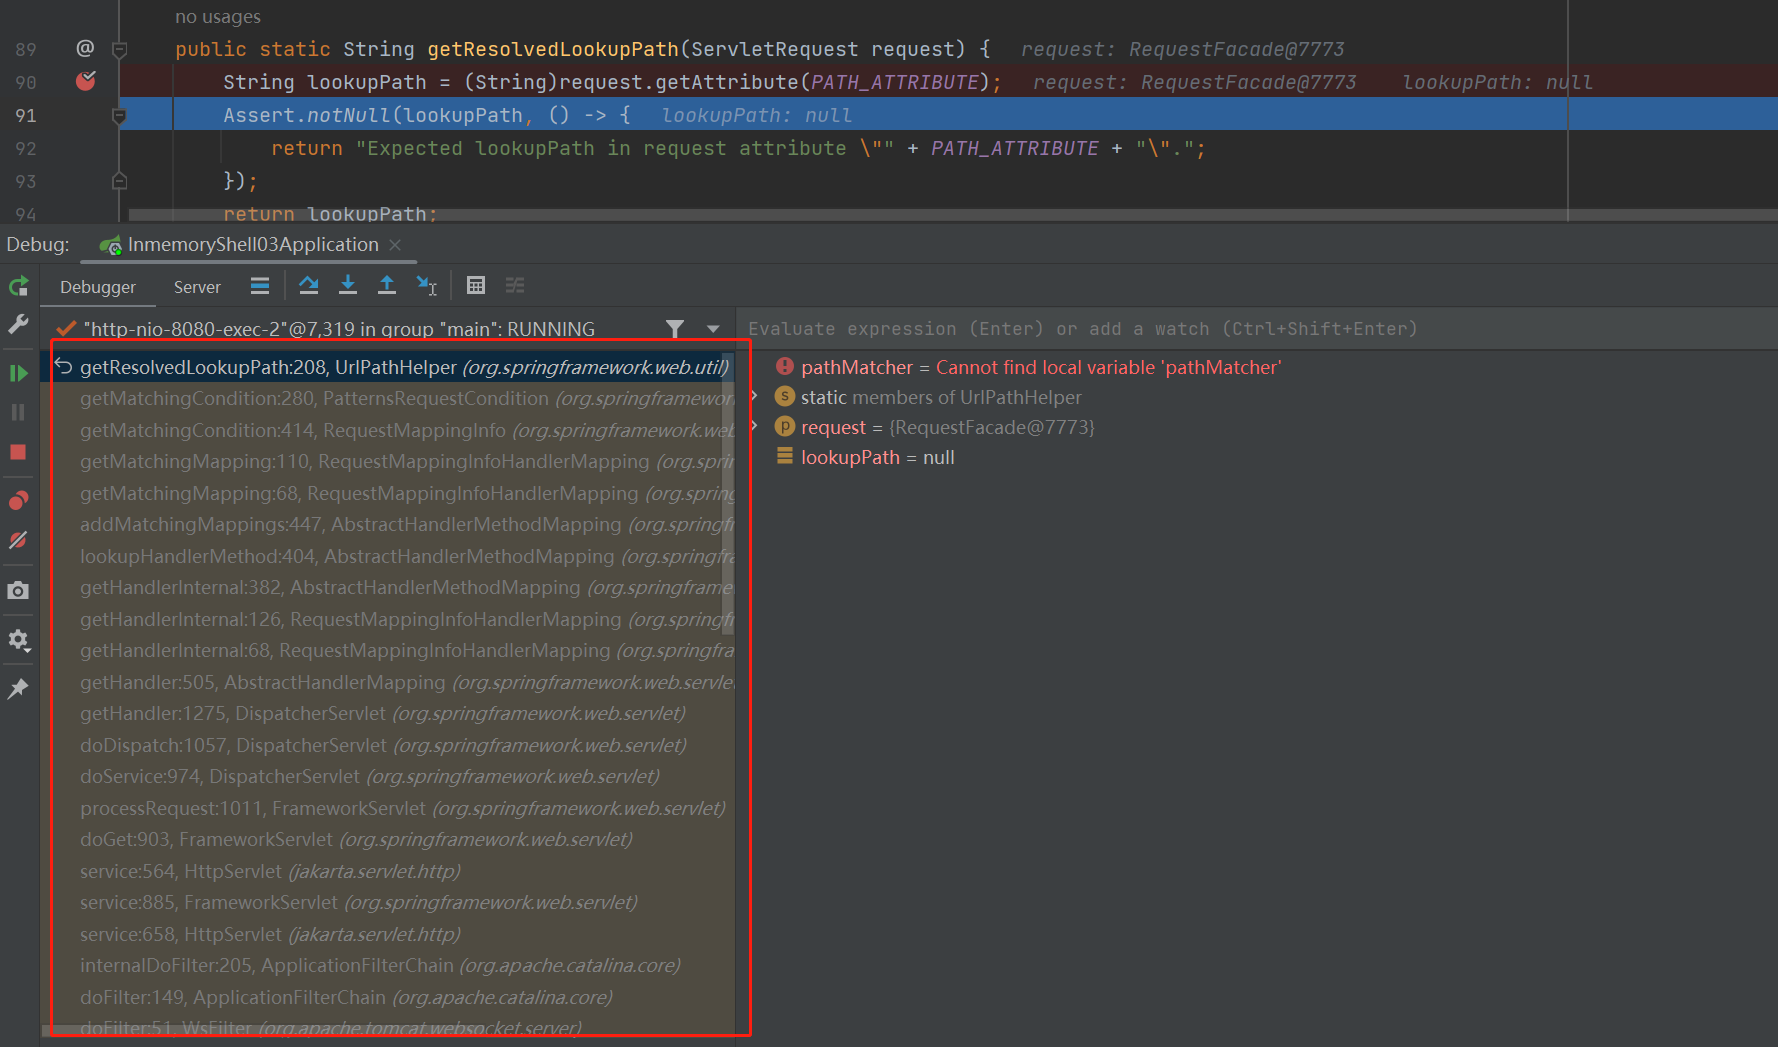 no usages
89 @ public static String getResolvedLookupPath(ServletRequest request) { request: RequestFacade@7773
90 String lookupPath = (String)request.getAttribute(PATH_ATTRIBUTE); request: RequestFacade@7773 lookupPath: null
91 Assert.notNull(lookupPath, () -> { lookupPath: null
92 return "Expected lookupPath in request attribute \"" + PATH_ATTRIBUTE + "\".";
93 });
94 return lookupPath;
Debug: InmemoryShell03Application
Debugger Server
"http-nio-8080-exec-2"@7,319 in group "main": RUNNING
Evaluate expression (Enter) or add a watch (Ctrl+Shift+Enter)
getResolvedLookupPath:208, UrlPathHelper (org.springframework.web.util)
getMatchingCondition:280, PatternsRequestCondition (org.springframewor
getMatchingCondition:414, RequestMappingInfo (org.springframework.web
getMatchingMapping:110, RequestMappingInfoHandlerMapping (org.sprin
getMatchingMapping:68, RequestMappingInfoHandlerMapping (org.spring
addMatchingMappings:447, AbstractHandlerMethodMapping (org.springfr
lookupHandlerMethod:404, AbstractHandlerMethodMapping (org.springfra
getHandlerInternal:382, AbstractHandlerMethodMapping (org.springframe
getHandlerInternal:126, RequestMappingInfoHandlerMapping (org.springfr
getHandlerInternal:68, RequestMappingInfoHandlerMapping (org.springfra
getHandler:505, AbstractHandlerMapping (org.springframework.web.servlet
getHandler:1275, DispatcherServlet (org.springframework.web.servlet)
doDispatch:1057, DispatcherServlet (org.springframework.web.servlet)
doService:974, DispatcherServlet (org.springframework.web.servlet)
processRequest:1011, FrameworkServlet (org.springframework.web.servlet)
doGet:903, FrameworkServlet (org.springframework.web.servlet)
service:564, HttpServlet (jakarta.servlet.http)
service:885, FrameworkServlet (org.springframework.web.servlet)
service:658, HttpServlet (jakarta.servlet.http)
internalDoFilter:205, ApplicationFilterChain (org.apache.catalina.core)
doFilter:149, ApplicationFilterChain (org.apache.catalina.core)
doFilter:51, WsFilter (org.apache.tomcat.websocket.server)
pathMatcher = Cannot find local variable 'pathMatcher'
s static members of UrlPathHelper
p request = {RequestFacade@7773}
lookupPath = null